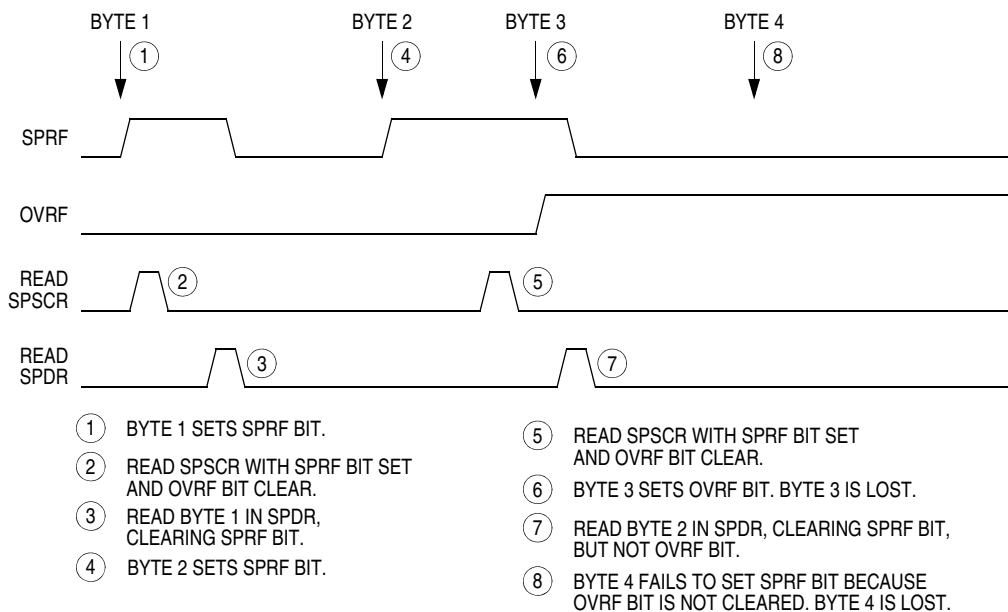 BYTE 1 BYTE 2 BYTE 3 BYTE 4
1 4 6 8
SPRF
OVRF
READ
SPSCR
2 5
READ
SPDR
3 7
1 BYTE 1 SETS SPRF BIT.
2 READ SPSCR WITH SPRF BIT SET
AND OVRF BIT CLEAR.
3 READ BYTE 1 IN SPDR,
CLEARING SPRF BIT.
4 BYTE 2 SETS SPRF BIT.
5 READ SPSCR WITH SPRF BIT SET
AND OVRF BIT CLEAR.
6 BYTE 3 SETS OVRF BIT. BYTE 3 IS LOST.
7 READ BYTE 2 IN SPDR, CLEARING SPRF BIT,
BUT NOT OVRF BIT.
8 BYTE 4 FAILS TO SET SPRF BIT BECAUSE
OVRF BIT IS NOT CLEARED. BYTE 4 IS LOST.